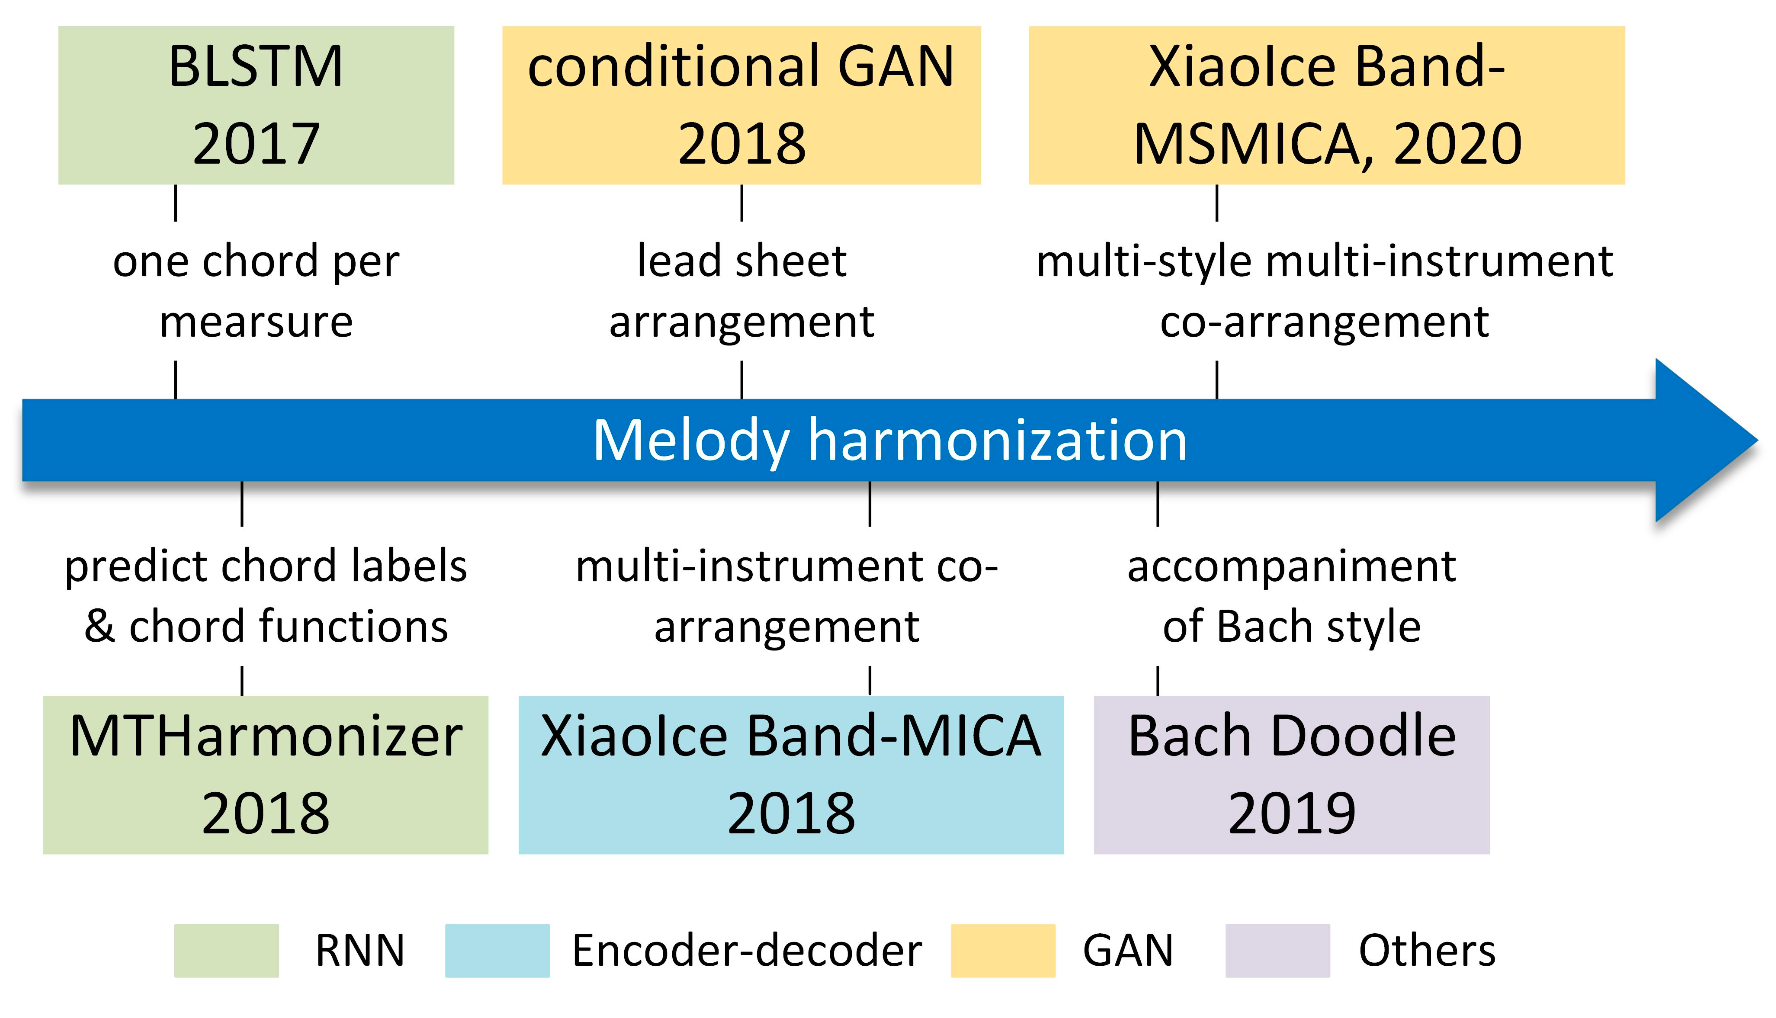 BLSTM
2017
conditional GAN
2018
XiaoIce Band-
MSMICA, 2020
one chord per
mearsure
lead sheet
arrangement
multi-style multi-instrument
co-arrangement
Melody harmonization
predict chord labels
& chord functions
multi-instrument co-
arrangement
accompaniment
of Bach style
MTHarmonizer
2018
XiaoIce Band-MICA
2018
Bach Doodle
2019
RNN
Encoder-decoder
GAN
Others